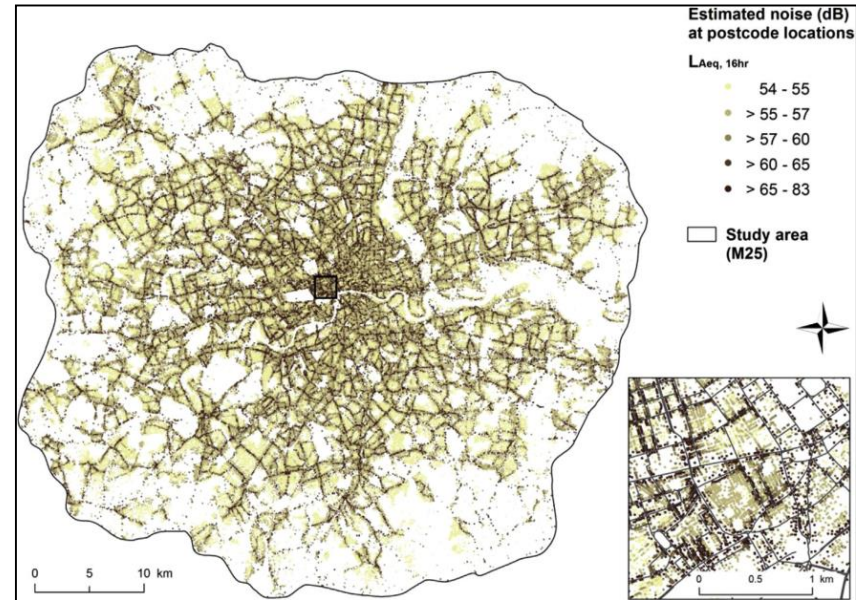 Estimated noise (dB)
at postcode locations
LAeq, 16hr
54 - 55
> 55 - 57
> 57 - 60
> 60 - 65
> 65 - 83
Study area
(M25)
0 5 10 km
0 0.5 1 km